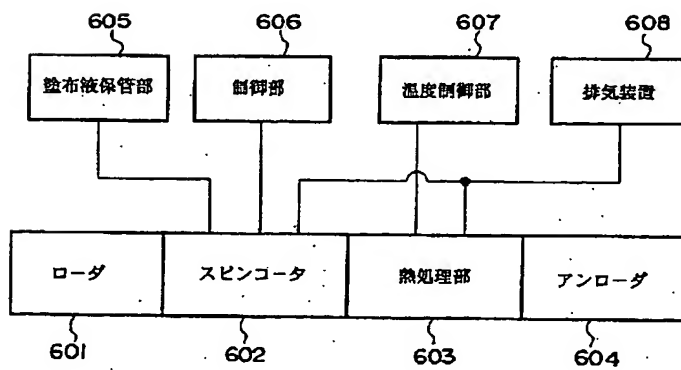 605
606
607
608
塗布液保管部
制御部
温度制御部
排気装置
ローダ
スピンコータ
熱処理部
アンローダ
601
602
603
604